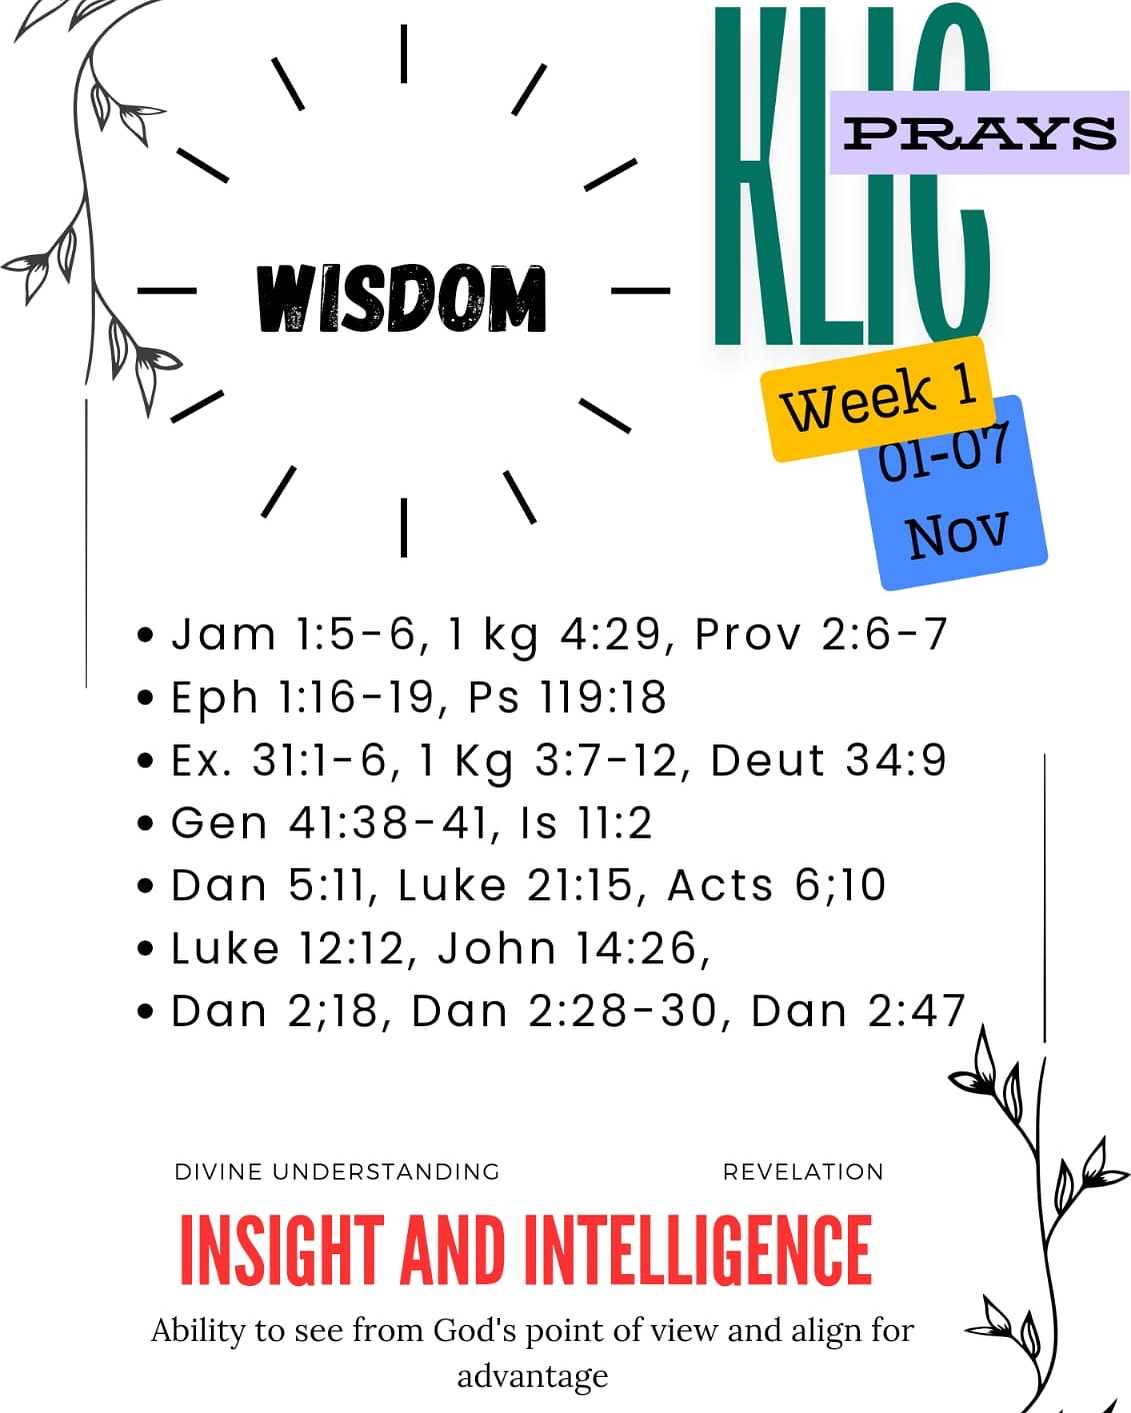 KLIC
PRAYS
WISDOM
Week 1
01-07
Nov
• Jam 1:5-6, 1 kg 4:29, Prov 2:6-7
• Eph 1:16-19, Ps 119:18
• Ex. 31:1-6, 1 Kg 3:7-12, Deut 34:9
• Gen 41:38-41, Is 11:2
• Dan 5:11, Luke 21:15, Acts 6;10
• Luke 12:12, John 14:26,
• Dan 2;18, Dan 2:28-30, Dan 2:47
DIVINE UNDERSTANDING REVELATION
INSIGHT AND INTELLIGENCE
Ability to see from God's point of view and align for
advantage